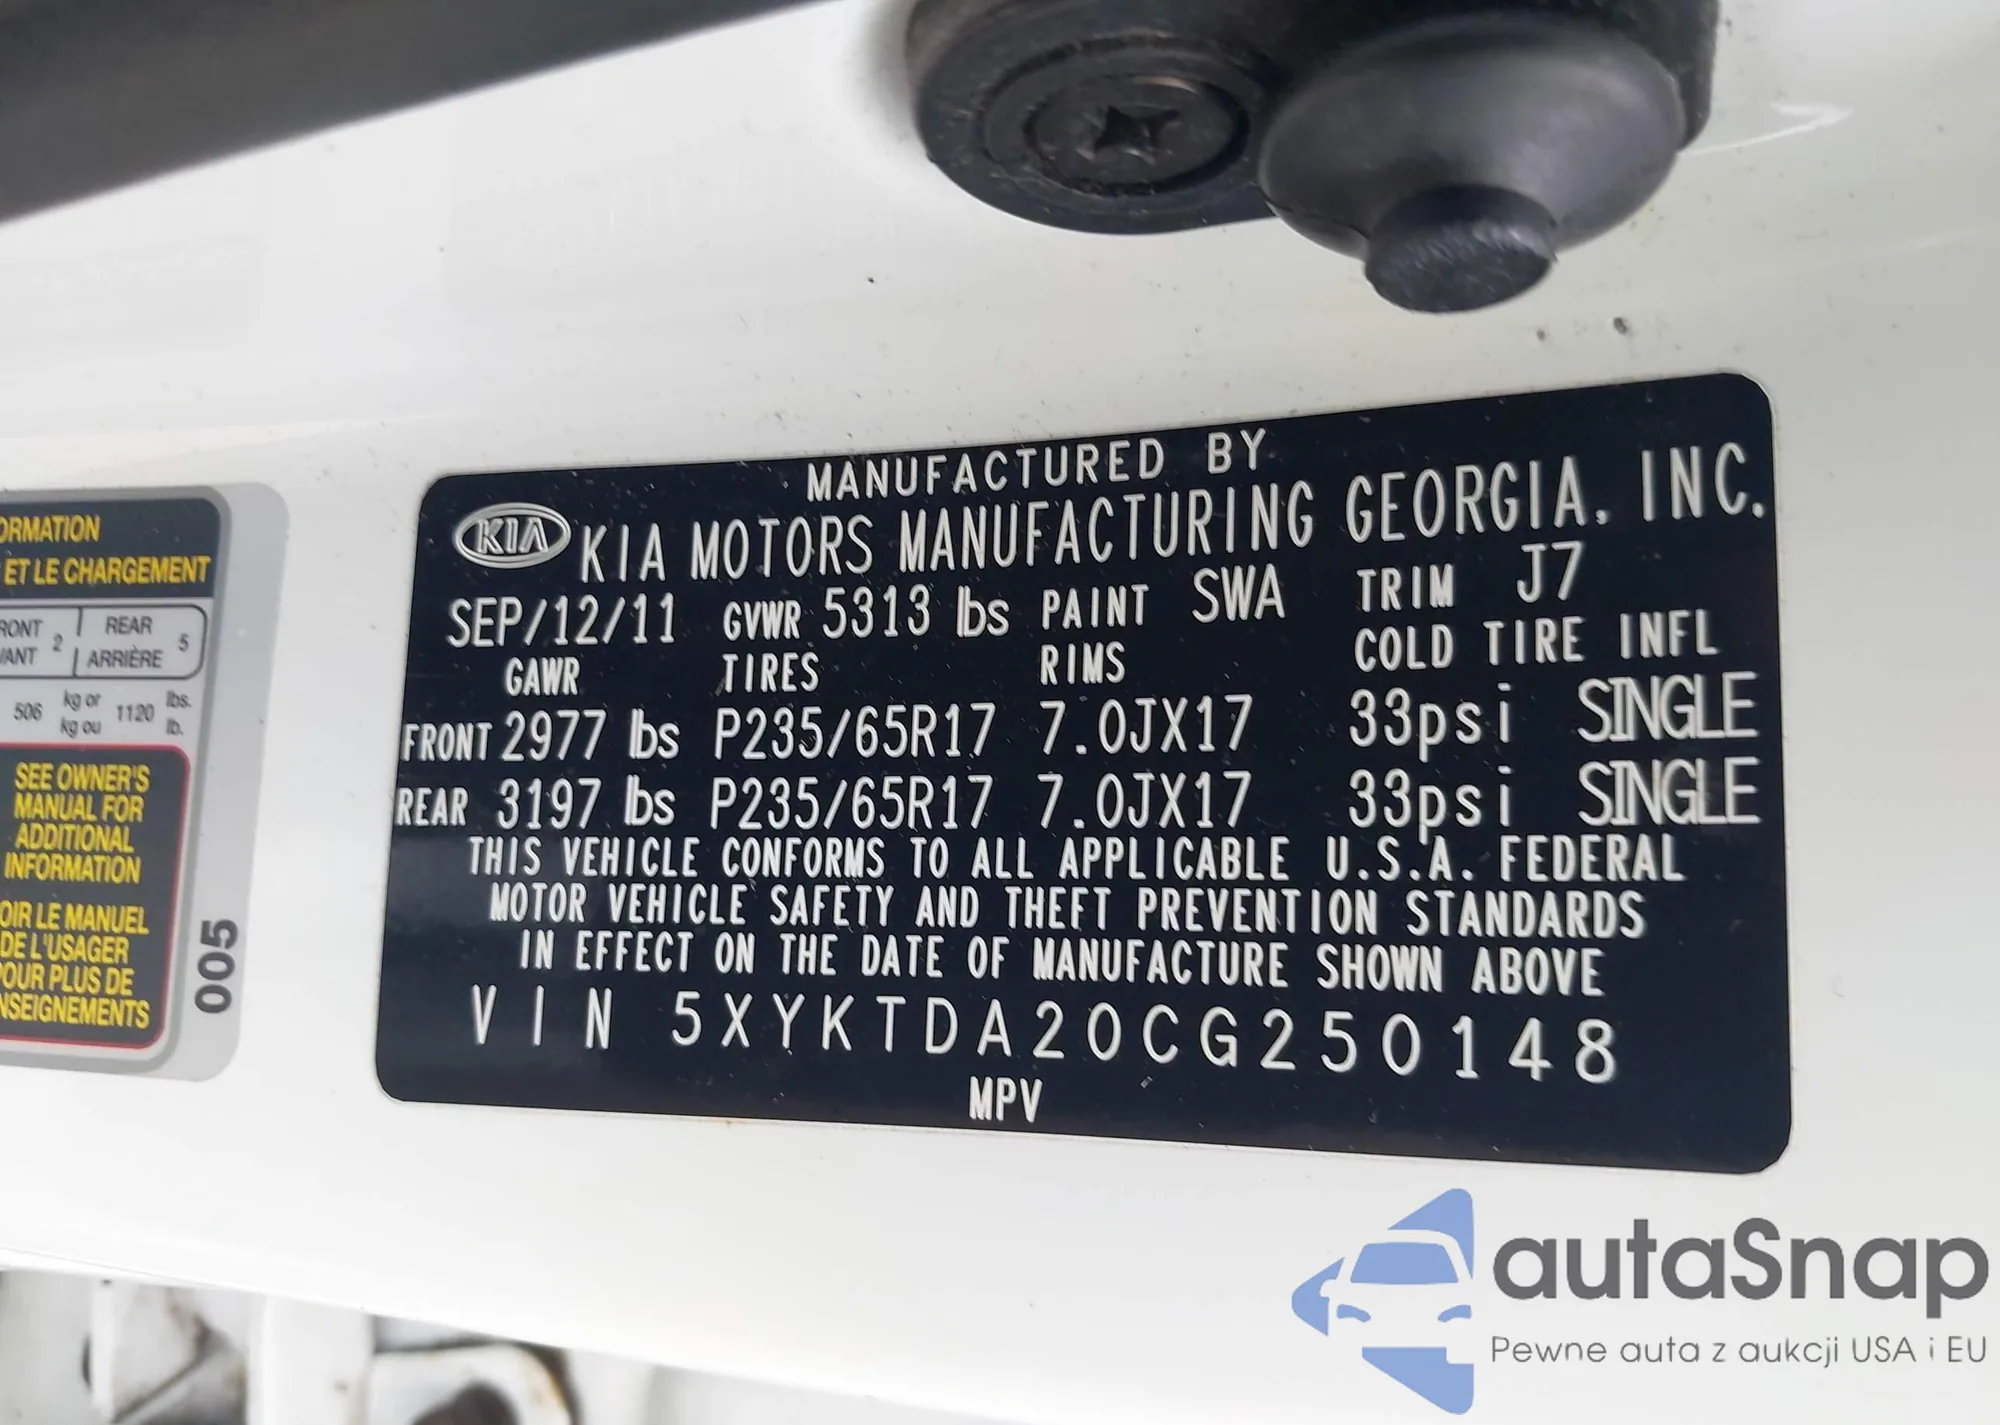 MANUFACTURED BY
KIA KIA MOTORS MANUFACTURING GEORGIA, INC.
SEP/12/11 GVWR 5313 lbs PAINT SWA TRIM J7
GAWR TIRES RIMS COLD TIRE INFL
FRONT 2977 lbs P235/65R17 7.0JX17 33psi SINGLE
REAR 3197 lbs P235/65R17 7.0JX17 33psi SINGLE
THIS VEHICLE CONFORMS TO ALL APPLICABLE U.S.A. FEDERAL
MOTOR VEHICLE SAFETY AND THEFT PREVENTION STANDARDS
IN EFFECT ON THE DATE OF MANUFACTURE SHOWN ABOVE
VIN 5XYKTDA20CG250148
MPV
ORMATION
ET LE CHARGEMENT
RONT 2 REAR 5
VANT ARRIÈRE
506 kg or 1120 lbs.
kg ou lb.
SEE OWNER'S
MANUAL FOR
ADDITIONAL
INFORMATION
OIR LE MANUEL
DE L'USAGER
POUR PLUS DE
NSEIGNEMENTS
005
autaSnap
Pewne auta z aukcji USA i EU